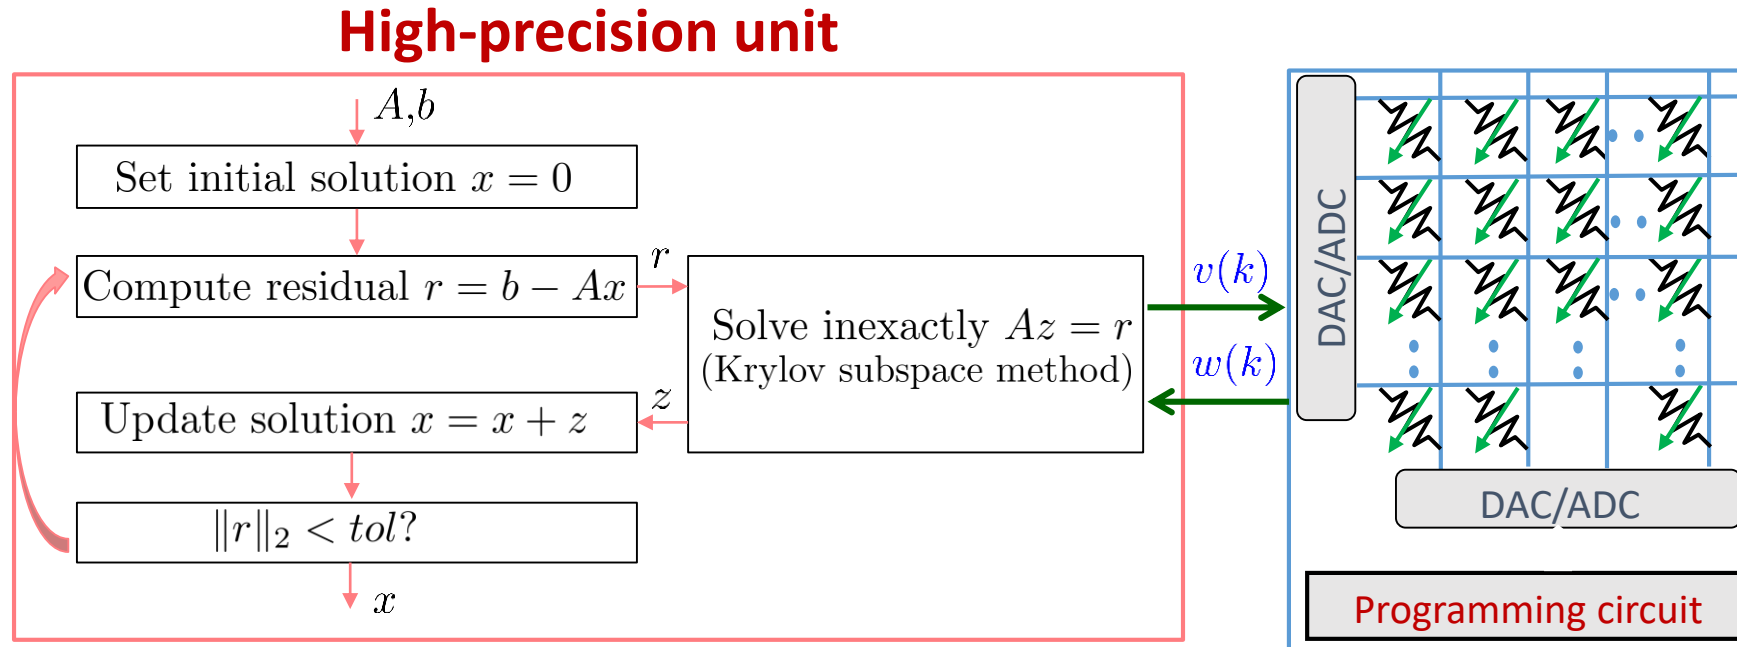 High-precision unit
A,b
Set initial solution x = 0
Compute residual r = b − Ax
r
Solve inexactly Az = r
(Krylov subspace method)
z
Update solution x = x + z
‖r‖₂ < tol?
x
v(k)
w(k)
DAC/ADC
DAC/ADC
Programming circuit